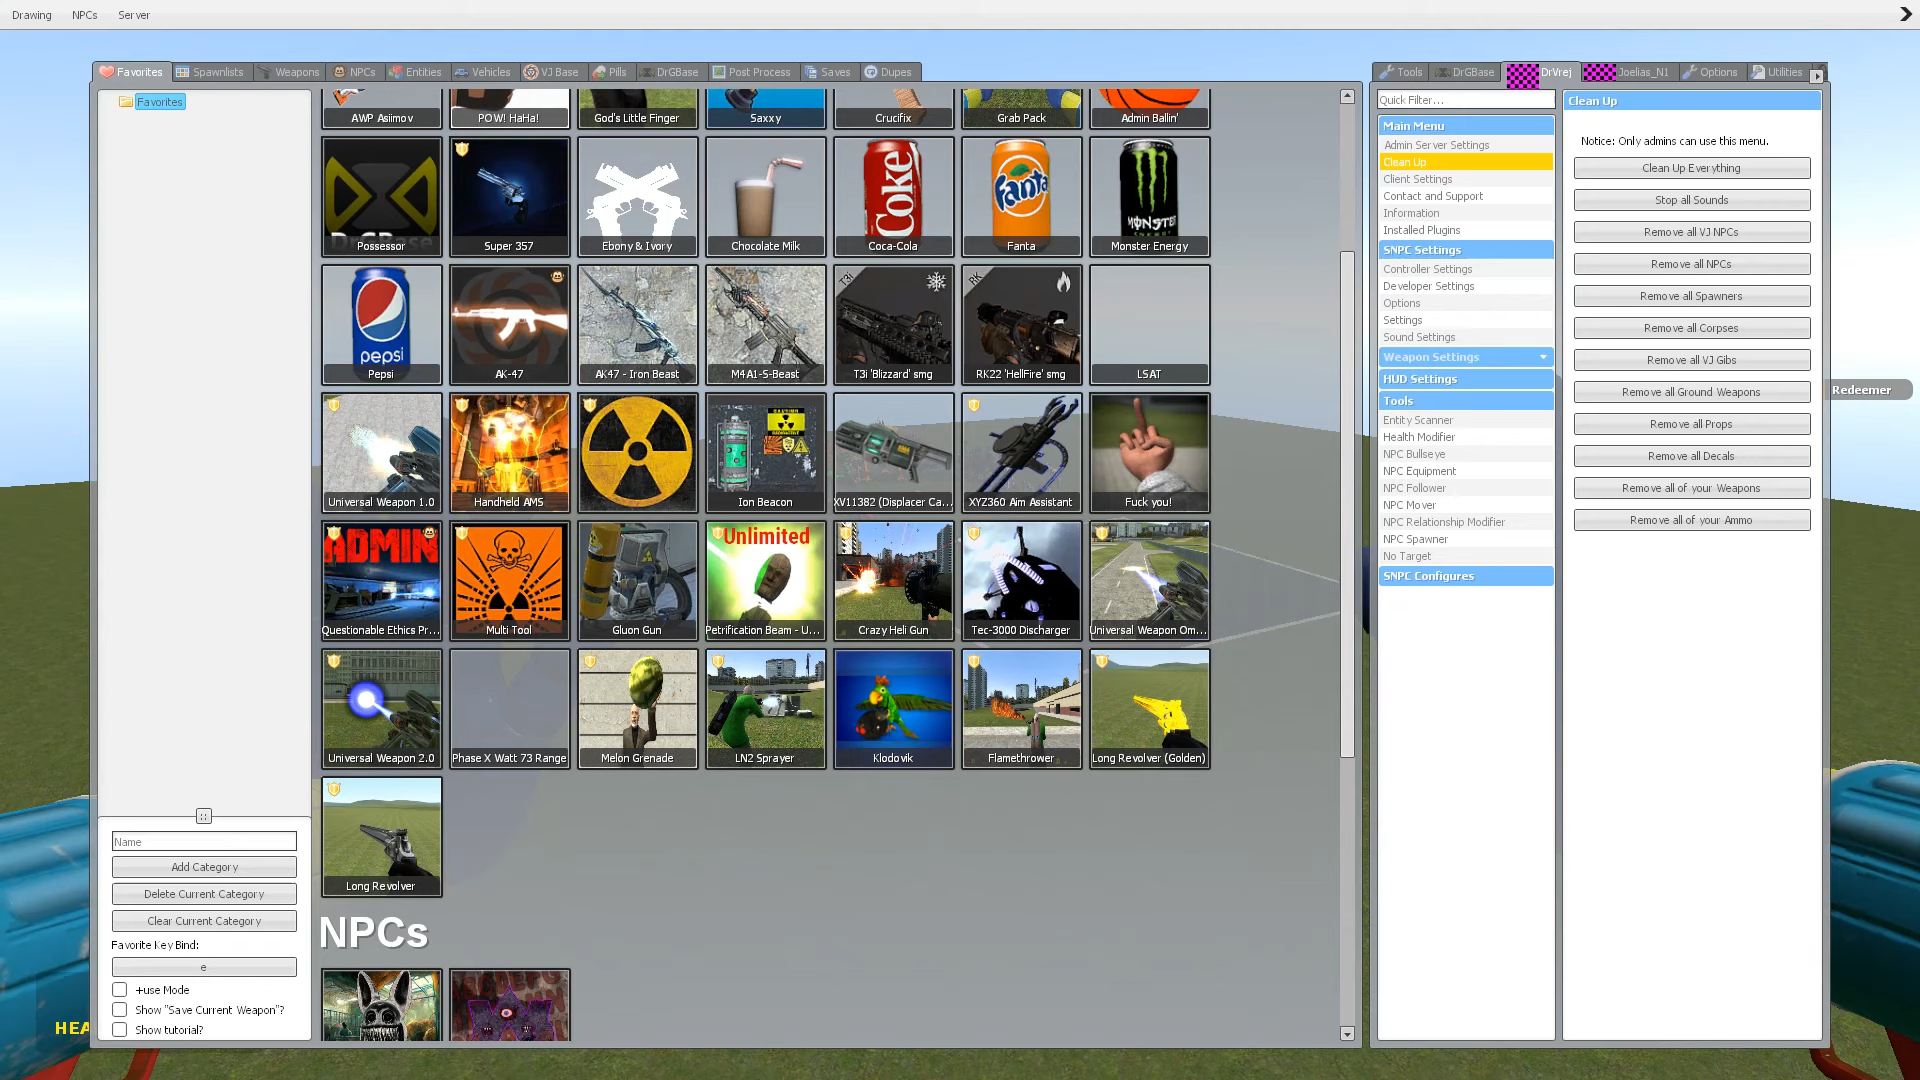 Drawing NPCs Server
Favorites Spawnlists Weapons NPCs Entities Vehicles VJ Base Pills DrGBase Post Process Saves Dupes
Tools DrGBase DrVrej Joelias_N1 Options Utilities
Favorites
Name
Add Category
Delete Current Category
Clear Current Category
Favorite Key Bind:
e
+use Mode
Show "Save Current Weapon"?
Show tutorial?
HEA
AWP Asiimov POW! HaHa! God's Little Finger Saxxy Crucifix Grab Pack Admin Ballin'
Possessor Super 357 Ebony & Ivory Chocolate Milk Coca-Cola Fanta Monster Energy
Pepsi AK-47 AK47 - Iron Beast M4A1-S-Beast T3i 'Blizzard' smg RK22 'HellFire' smg LSAT
Universal Weapon 1.0 Handheld AMS Ion Beacon XV11382 (Displacer Ca... XYZ360 Aim Assistant Fuck you!
ADMIN
Unlimited
Questionable Ethics Pr... Multi Tool Gluon Gun Petrification Beam - U... Crazy Heli Gun Tec-3000 Discharger Universal Weapon Om...
Universal Weapon 2.0 Phase X Watt 73 Range Melon Grenade LN2 Sprayer Klodovik Flamethrower Long Revolver (Golden)
Long Revolver
NPCs
Quick Filter...
Main Menu
Admin Server Settings
Clean Up
Client Settings
Contact and Support
Information
Installed Plugins
SNPC Settings
Controller Settings
Developer Settings
Options
Settings
Sound Settings
Weapon Settings
HUD Settings
Tools
Entity Scanner
Health Modifier
NPC Bullseye
NPC Equipment
NPC Follower
NPC Mover
NPC Relationship Modifier
NPC Spawner
No Target
SNPC Configures
Clean Up
Notice: Only admins can use this menu.
Clean Up Everything
Stop all Sounds
Remove all VJ NPCs
Remove all NPCs
Remove all Spawners
Remove all Corpses
Remove all VJ Gibs
Remove all Ground Weapons
Remove all Props
Remove all Decals
Remove all of your Weapons
Remove all of your Ammo
Redeemer